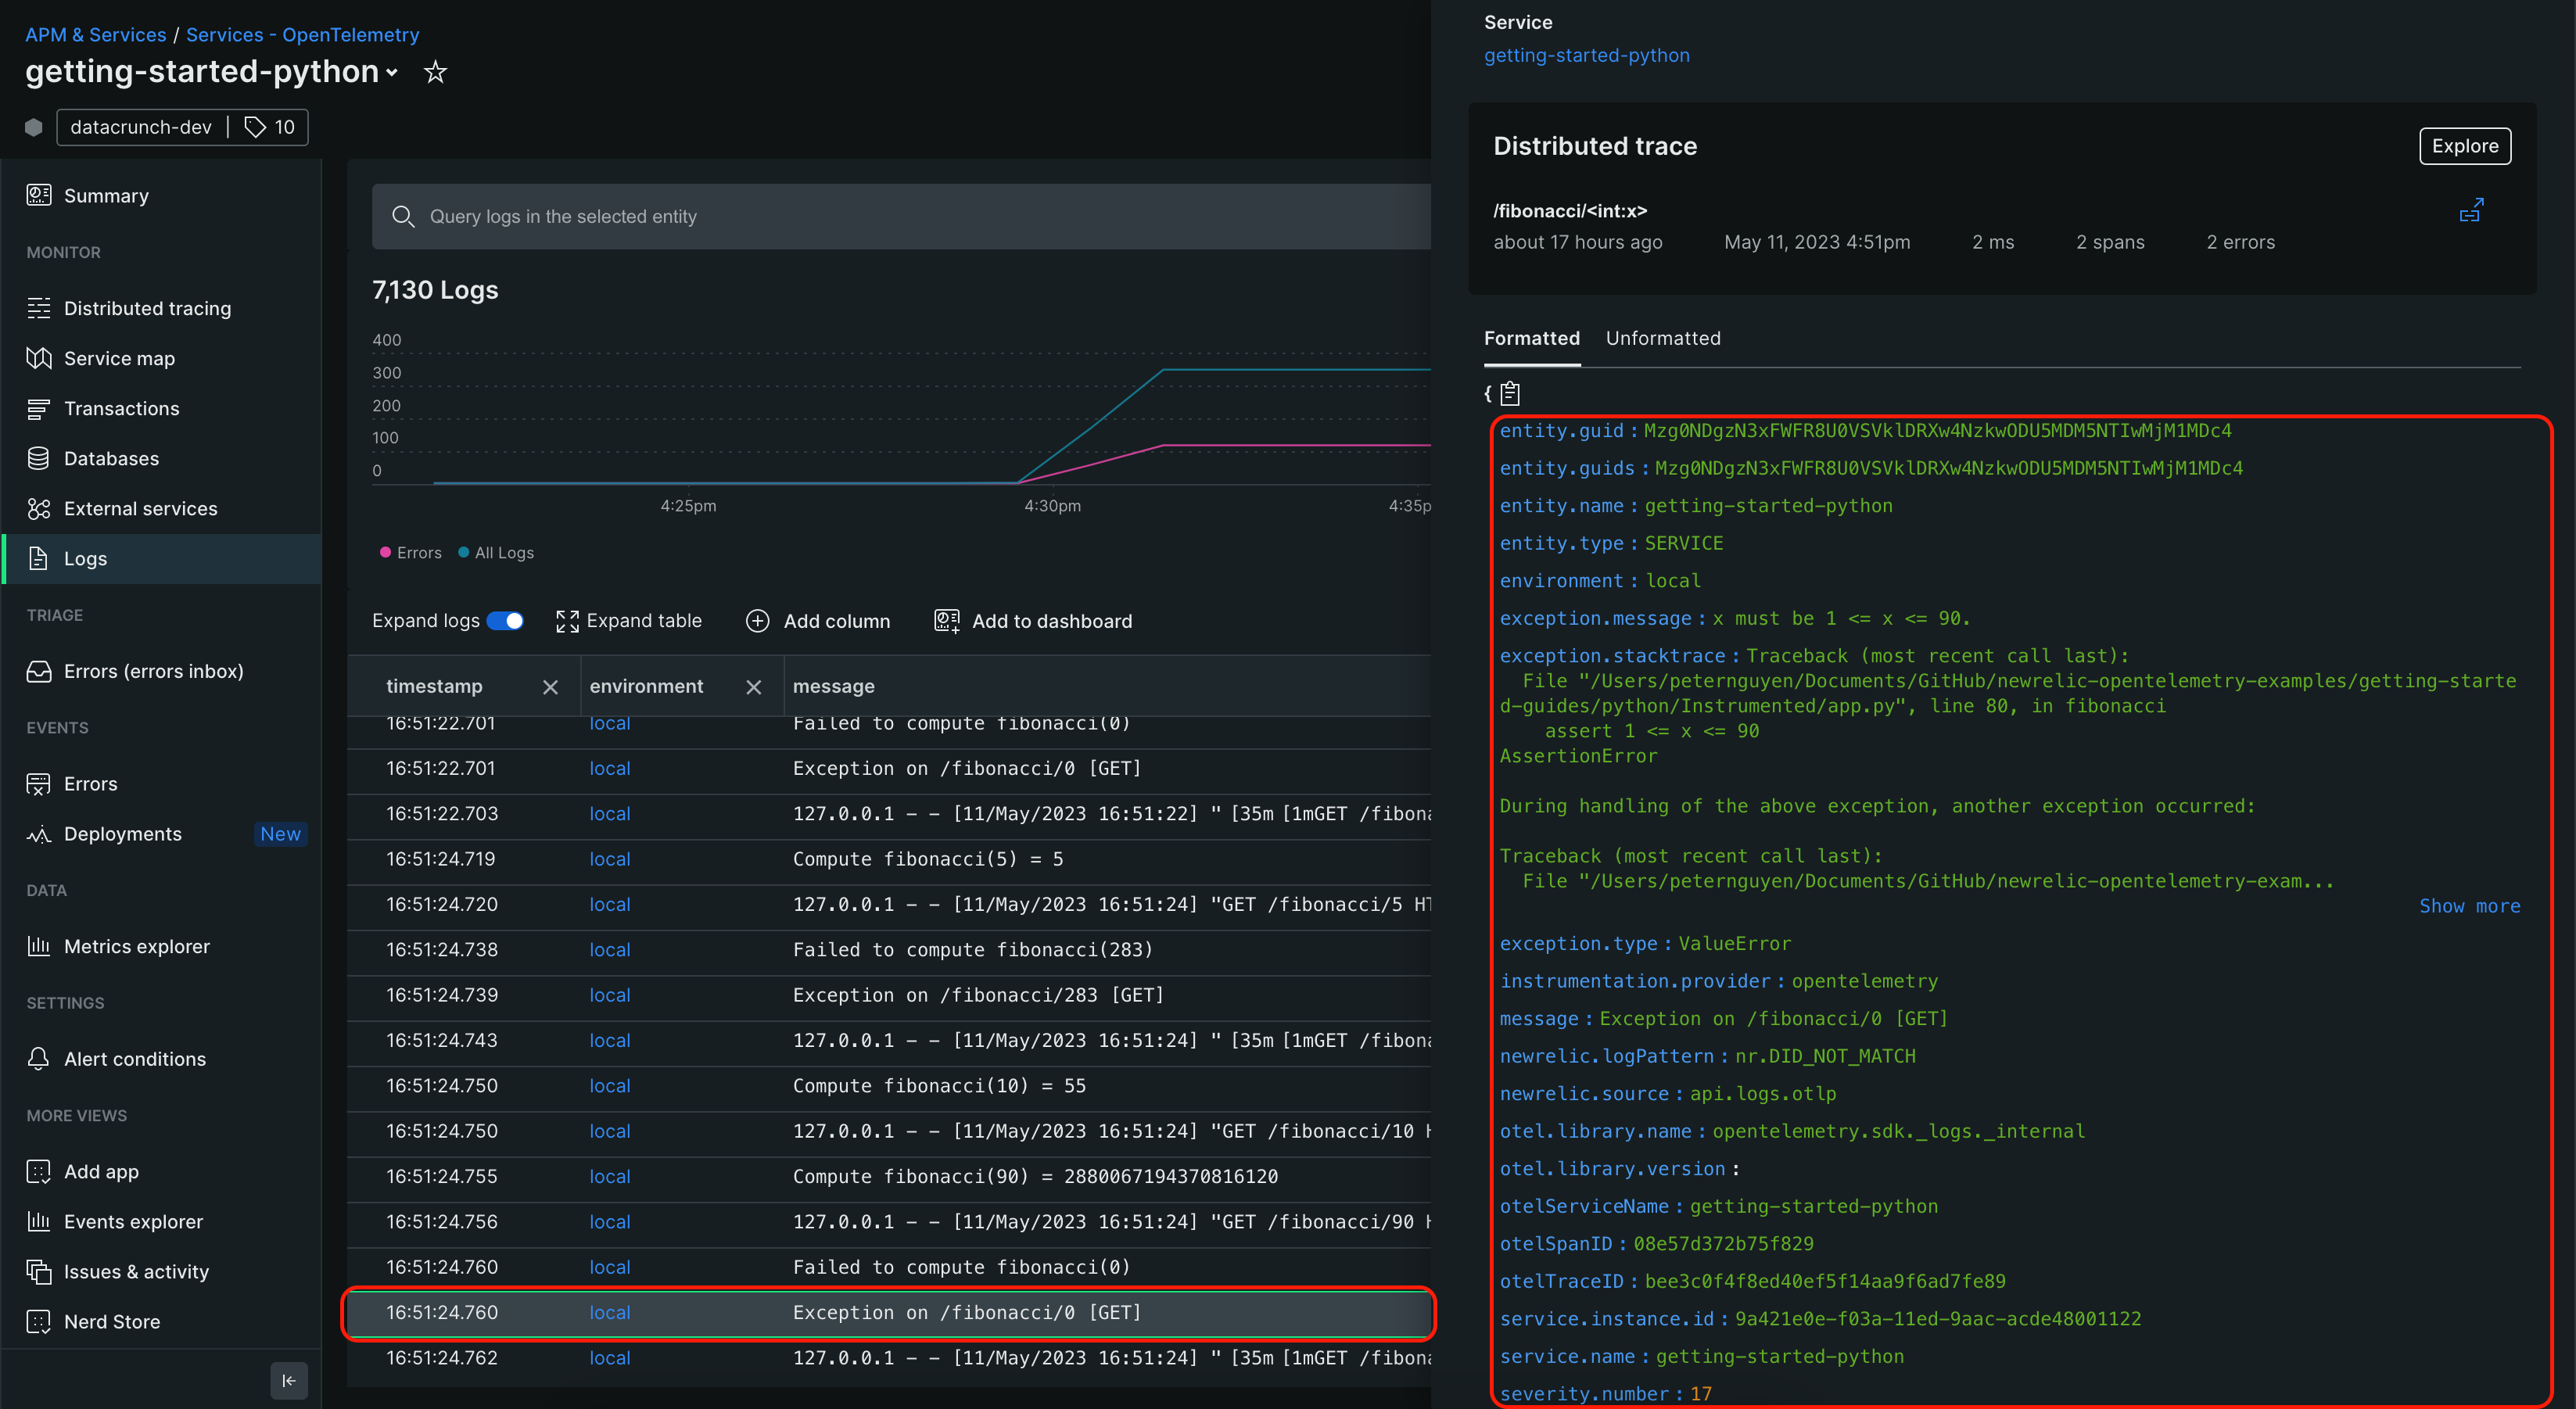 APM & Services / Services - OpenTelemetry
getting-started-python
datacrunch-dev | 10
Summary
MONITOR
Distributed tracing
Service map
Transactions
Databases
External services
Logs
TRIAGE
Errors (errors inbox)
EVENTS
Errors
Deployments New
DATA
Metrics explorer
SETTINGS
Alert conditions
MORE VIEWS
Add app
Events explorer
Issues & activity
Nerd Store
Query logs in the selected entity
7,130 Logs
400
300
200
100
0
4:25pm 4:30pm 4:35p
Errors All Logs
Expand logs Expand table Add column Add to dashboard
timestamp environment message
16:51:22.701 local Failed to compute fibonacci(0)
16:51:22.701 local Exception on /fibonacci/0 [GET]
16:51:22.703 local 127.0.0.1 - - [11/May/2023 16:51:22] " [35m [1mGET /fibona
16:51:24.719 local Compute fibonacci(5) = 5
16:51:24.720 local 127.0.0.1 - - [11/May/2023 16:51:24] "GET /fibonacci/5 HT
16:51:24.738 local Failed to compute fibonacci(283)
16:51:24.739 local Exception on /fibonacci/283 [GET]
16:51:24.743 local 127.0.0.1 - - [11/May/2023 16:51:24] " [35m [1mGET /fibona
16:51:24.750 local Compute fibonacci(10) = 55
16:51:24.750 local 127.0.0.1 - - [11/May/2023 16:51:24] "GET /fibonacci/10 H
16:51:24.755 local Compute fibonacci(90) = 2880067194370816120
16:51:24.756 local 127.0.0.1 - - [11/May/2023 16:51:24] "GET /fibonacci/90 H
16:51:24.760 local Failed to compute fibonacci(0)
16:51:24.760 local Exception on /fibonacci/0 [GET]
16:51:24.762 local 127.0.0.1 - - [11/May/2023 16:51:24] " [35m [1mGET /fibona
Service
getting-started-python
Distributed trace Explore
/fibonacci/<int:x>
about 17 hours ago May 11, 2023 4:51pm 2 ms 2 spans 2 errors
Formatted Unformatted
{
entity.guid : Mzg0NDgzN3xFWFR8U0VSVklDRXw4NzkwODU5MDM5NTIwMjM1MDc4
entity.guids : Mzg0NDgzN3xFWFR8U0VSVklDRXw4NzkwODU5MDM5NTIwMjM1MDc4
entity.name : getting-started-python
entity.type : SERVICE
environment : local
exception.message : x must be 1 <= x <= 90.
exception.stacktrace : Traceback (most recent call last):
File "/Users/peternguyen/Documents/GitHub/newrelic-opentelemetry-examples/getting-starte
d-guides/python/Instrumented/app.py", line 80, in fibonacci
assert 1 <= x <= 90
AssertionError
During handling of the above exception, another exception occurred:
Traceback (most recent call last):
File "/Users/peternguyen/Documents/GitHub/newrelic-opentelemetry-exam...
Show more
exception.type : ValueError
instrumentation.provider : opentelemetry
message : Exception on /fibonacci/0 [GET]
newrelic.logPattern : nr.DID_NOT_MATCH
newrelic.source : api.logs.otlp
otel.library.name : opentelemetry.sdk._logs._internal
otel.library.version :
otelServiceName : getting-started-python
otelSpanID : 08e57d372b75f829
otelTraceID : bee3c0f4f8ed40ef5f14aa9f6ad7fe89
service.instance.id : 9a421e0e-f03a-11ed-9aac-acde48001122
service.name : getting-started-python
severity.number : 17